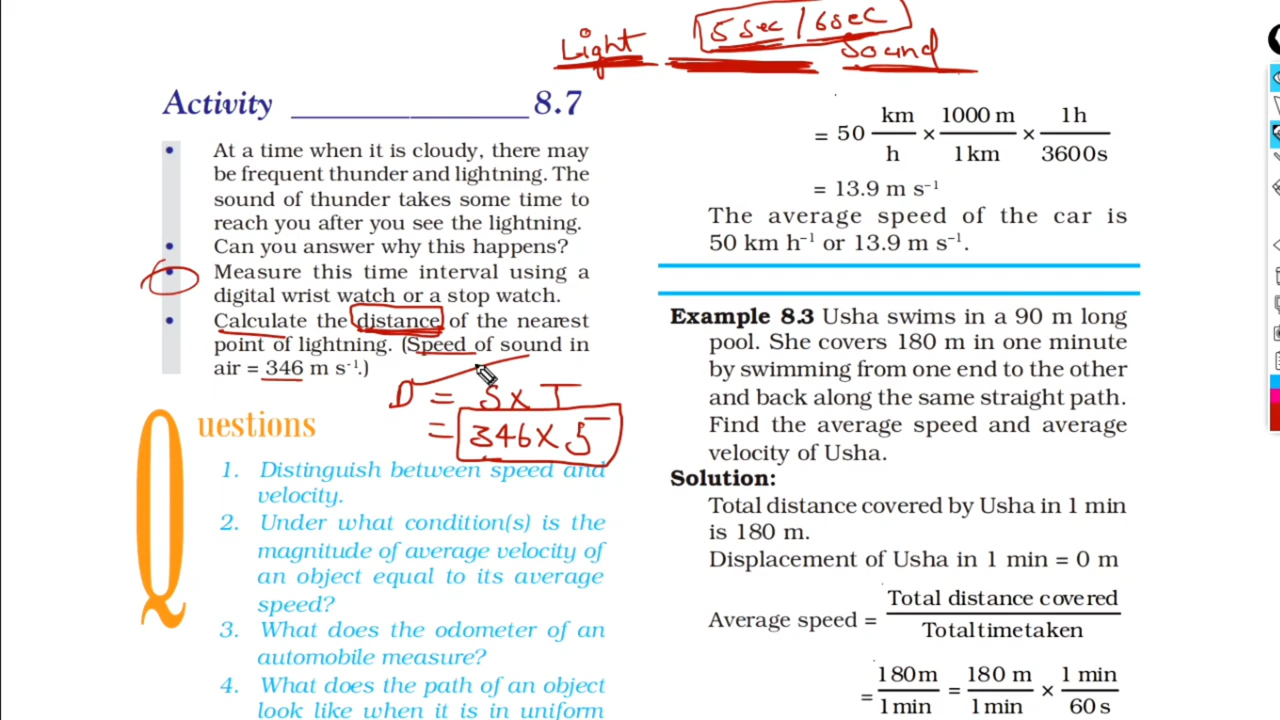 Light 5 sec / 6 sec Sound
Activity ________________ 8.7
• At a time when it is cloudy, there may
be frequent thunder and lightning. The
sound of thunder takes some time to
reach you after you see the lightning.
• Can you answer why this happens?
• Measure this time interval using a
digital wrist watch or a stop watch.
• Calculate the distance of the nearest
point of lightning. (Speed of sound in
air = 346 m s⁻¹.)
D = S × T
= 346 × 5
Questions
1. Distinguish between speed and
velocity.
2. Under what condition(s) is the
magnitude of average velocity of
an object equal to its average
speed?
3. What does the odometer of an
automobile measure?
4. What does the path of an object
look like when it is in uniform
= 50 km/h × 1000 m/1km × 1h/3600s
= 13.9 m s⁻¹
The average speed of the car is
50 km h⁻¹ or 13.9 m s⁻¹.
Example 8.3 Usha swims in a 90 m long
pool. She covers 180 m in one minute
by swimming from one end to the other
and back along the same straight path.
Find the average speed and average
velocity of Usha.
Solution:
Total distance covered by Usha in 1 min
is 180 m.
Displacement of Usha in 1 min = 0 m
Average speed = Total distance covered/Total time taken
= 180 m/1 min = 180 m/1 min × 1 min/60 s